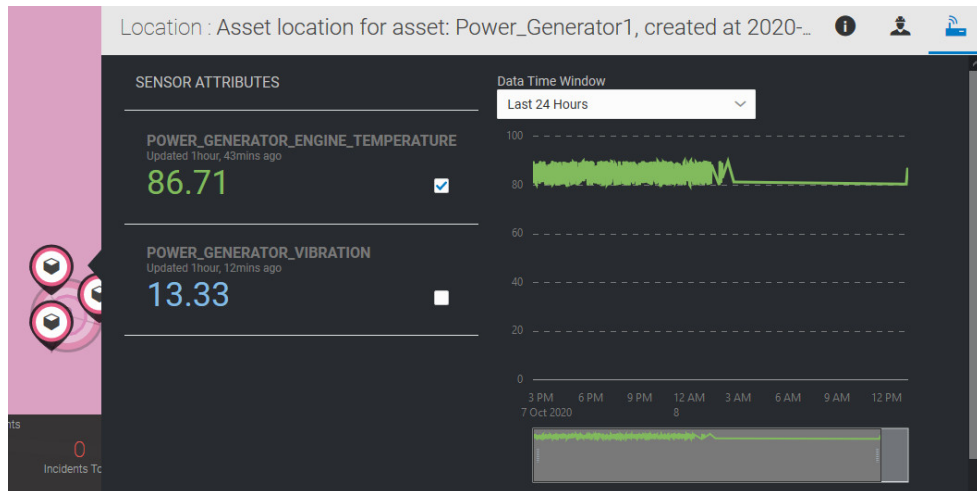 Location : Asset location for asset: Power_Generator1, created at 2020-...
SENSOR ATTRIBUTES
POWER_GENERATOR_ENGINE_TEMPERATURE
Updated 1hour, 43mins ago
86.71
POWER_GENERATOR_VIBRATION
Updated 1hour, 12mins ago
13.33
Data Time Window
Last 24 Hours
100
80
60
40
20
0
3 PM 6 PM 9 PM 12 AM 3 AM 6 AM 9 AM 12 PM
7 Oct 2020 8
0
Incidents